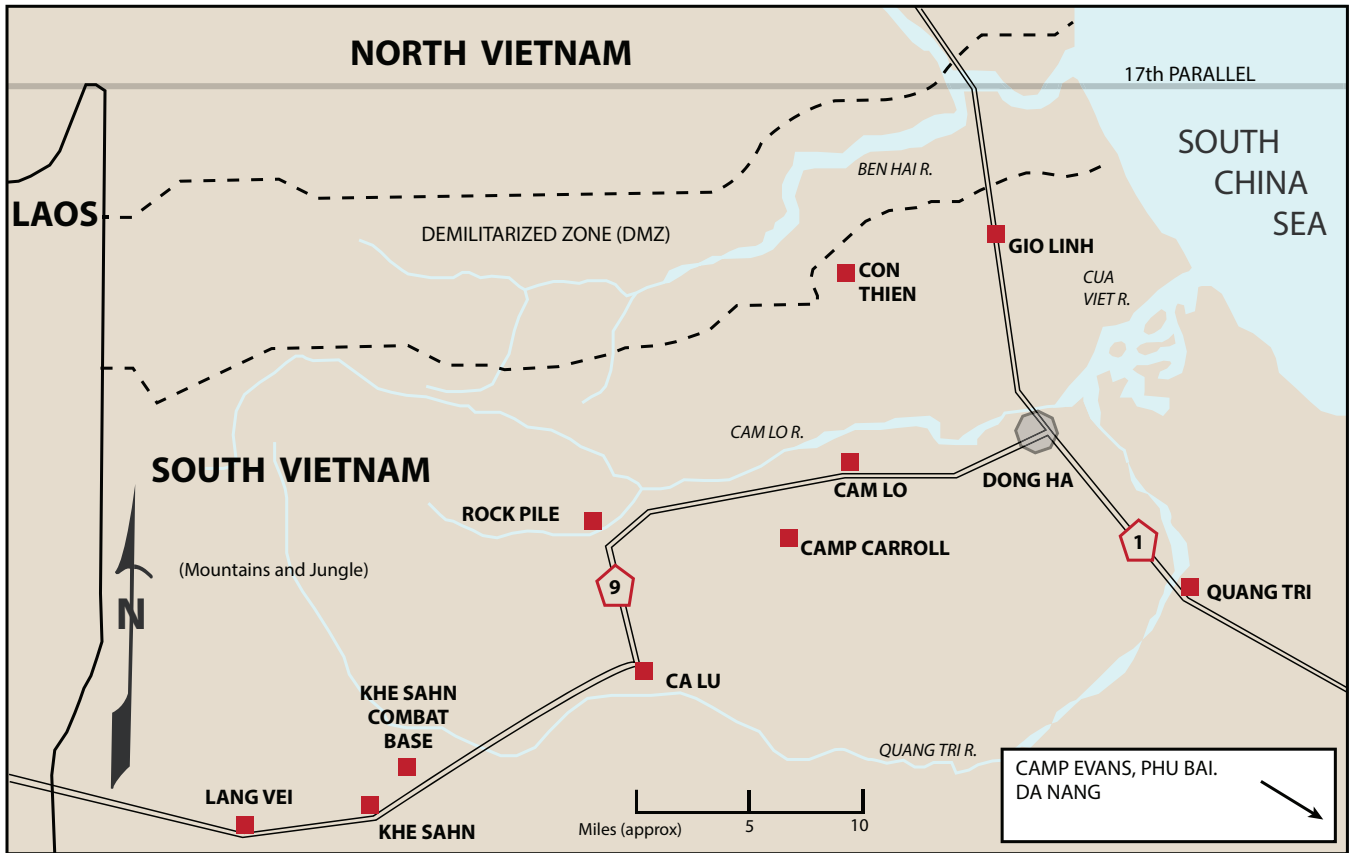 NORTH VIETNAM
17th PARALLEL
SOUTH
CHINA
SEA
BEN HAI R.
LAOS
DEMILITARIZED ZONE (DMZ)
GIO LINH
CON
THIEN
CUA
VIET R.
CAM LO R.
SOUTH VIETNAM
DONG HA
CAM LO
ROCK PILE
CAMP CARROLL
1
(Mountains and Jungle)
9
QUANG TRI
N
CA LU
KHE SAHN
COMBAT
BASE
QUANG TRI R.
CAMP EVANS, PHU BAI.
DA NANG
LANG VEI
KHE SAHN
Miles (approx)
5
10